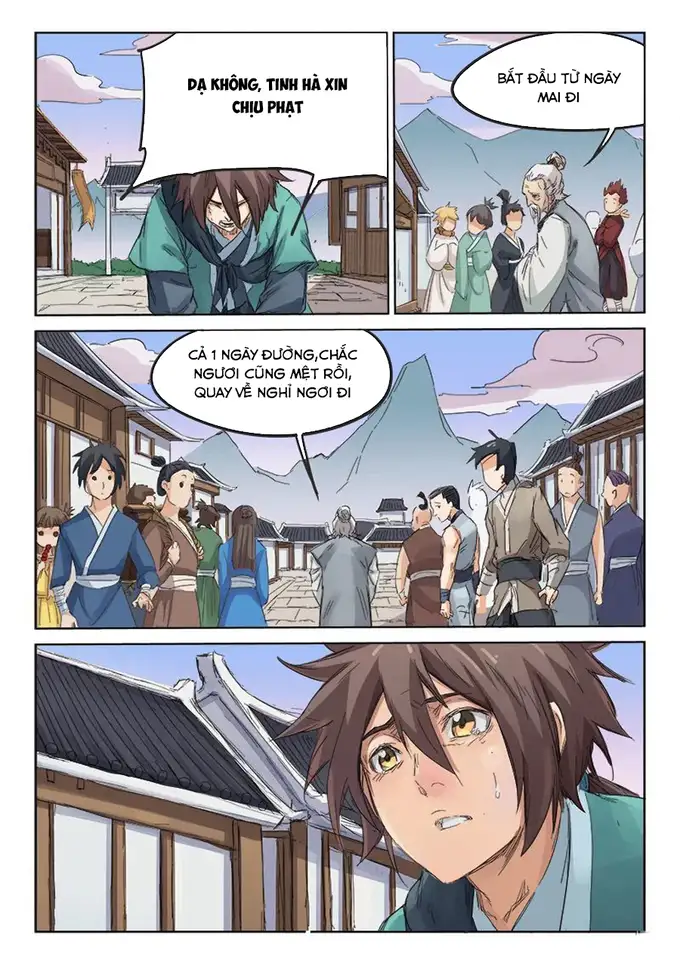 DẠ KHÔNG, TINH HÀ XIN
CHỊU PHẠT
BẮT ĐẦU TỪ NGÀY
MAI ĐI
CẢ 1 NGÀY ĐƯỜNG,CHẮC
NGƯƠI CŨNG MỆT RỒI,
QUAY VỀ NGHỈ NGƠI ĐI